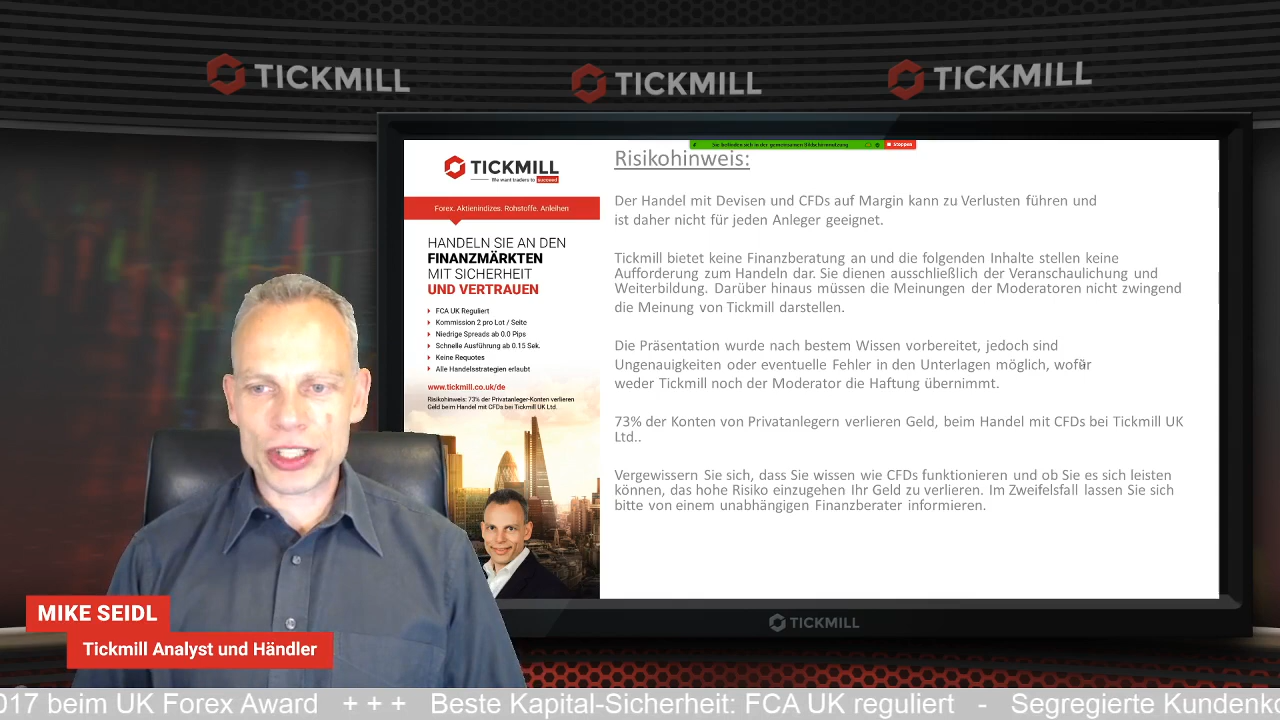 TICKMILL
TICKMILL
TICKMILL
TICKMILL
We want traders to succeed
Forex. Aktienindizes. Rohstoffe. Anleihen
HANDELN SIE AN DEN
FINANZMÄRKTEN
MIT SICHERHEIT
UND VERTRAUEN
FCA UK Reguliert
Kommission 2 pro Lot / Seite
Niedrige Spreads ab 0.0 Pips
Schnelle Ausführung ab 0.15 Sek.
Keine Requotes
Alle Handelsstrategien erlaubt
www.tickmill.co.uk/de
Risikohinweis: 73% der Privatanleger-Konten verlieren
Geld beim Handel mit CFDs bei Tickmill UK Ltd.
Sie befinden sich in der gemeinsamen Bildschirmnutzung
Stoppen
Risikohinweis:
Der Handel mit Devisen und CFDs auf Margin kann zu Verlusten führen und
ist daher nicht für jeden Anleger geeignet.
Tickmill bietet keine Finanzberatung an und die folgenden Inhalte stellen keine
Aufforderung zum Handeln dar. Sie dienen ausschließlich der Veranschaulichung und
Weiterbildung. Darüber hinaus müssen die Meinungen der Moderatoren nicht zwingend
die Meinung von Tickmill darstellen.
Die Präsentation wurde nach bestem Wissen vorbereitet, jedoch sind
Ungenauigkeiten oder eventuelle Fehler in den Unterlagen möglich, wofür
weder Tickmill noch der Moderator die Haftung übernimmt.
73% der Konten von Privatanlegern verlieren Geld, beim Handel mit CFDs bei Tickmill UK
Ltd..
Vergewissern Sie sich, dass Sie wissen wie CFDs funktionieren und ob Sie es sich leisten
können, das hohe Risiko einzugehen Ihr Geld zu verlieren. Im Zweifelsfall lassen Sie sich
bitte von einem unabhängigen Finanzberater informieren.
TICKMILL
MIKE SEIDL
Tickmill Analyst und Händler
017 beim UK Forex Award + + + Beste Kapital-Sicherheit: FCA UK reguliert - Segregierte Kundenko